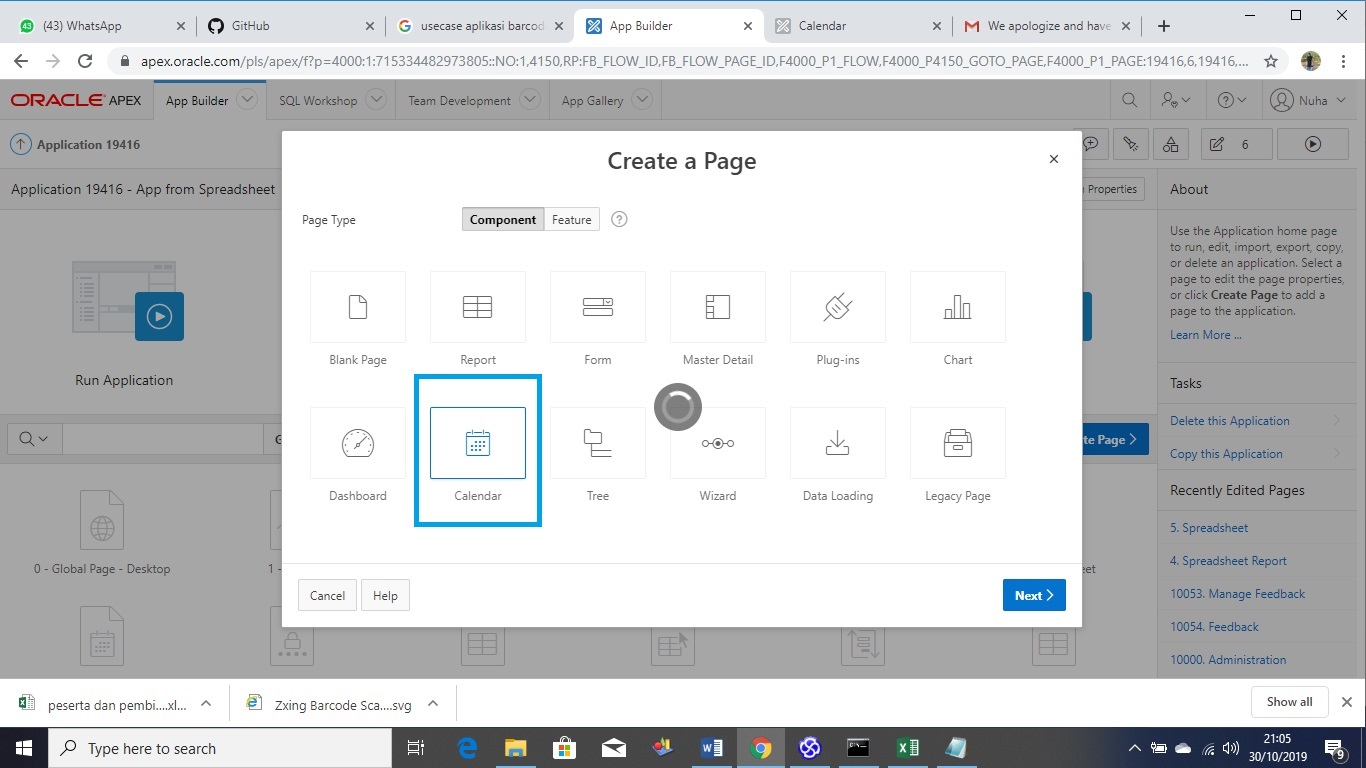 (43) WhatsApp
GitHub
usecase aplikasi barcod
App Builder
Calendar
We apologize and have
apex.oracle.com/pls/apex/f?p=4000:1:715334482973805::NO:1,4150,RP:FB_FLOW_ID,FB_FLOW_PAGE_ID,F4000_P1_FLOW,F4000_P4150_GOTO_PAGE,F4000_P1_PAGE:19416,6,19416,...
ORACLE APEX
App Builder
SQL Workshop
Team Development
App Gallery
Nuha
Application 19416
6
Application 19416 - App from Spreadsheet
Properties
Create a Page
Page Type
Component
Feature
Blank Page
Report
Form
Master Detail
Plug-ins
Chart
Dashboard
Calendar
Tree
Wizard
Data Loading
Legacy Page
Cancel
Help
Next
Run Application
te Page
0 - Global Page - Desktop
1 -
eet
About
Use the Application home page
to run, edit, import, export, copy,
or delete an application. Select a
page to edit the page properties,
or click Create Page to add a
page to the application.
Learn More ...
Tasks
Delete this Application
Copy this Application
Recently Edited Pages
5. Spreadsheet
4. Spreadsheet Report
10053. Manage Feedback
10054. Feedback
10000. Administration
peserta dan pembi....xl...
Zxing Barcode Sca....svg
Show all
Type here to search
21:05
30/10/2019
9